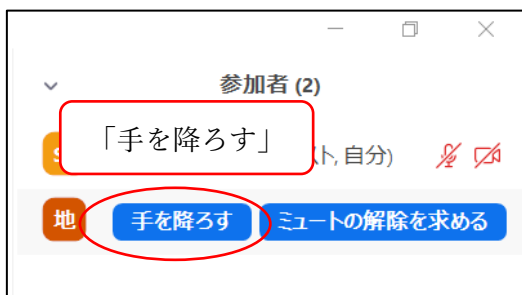 参加者 (2)
「手を降ろす」
ト, 自分)
地
手を降ろす
ミュートの解除を求める